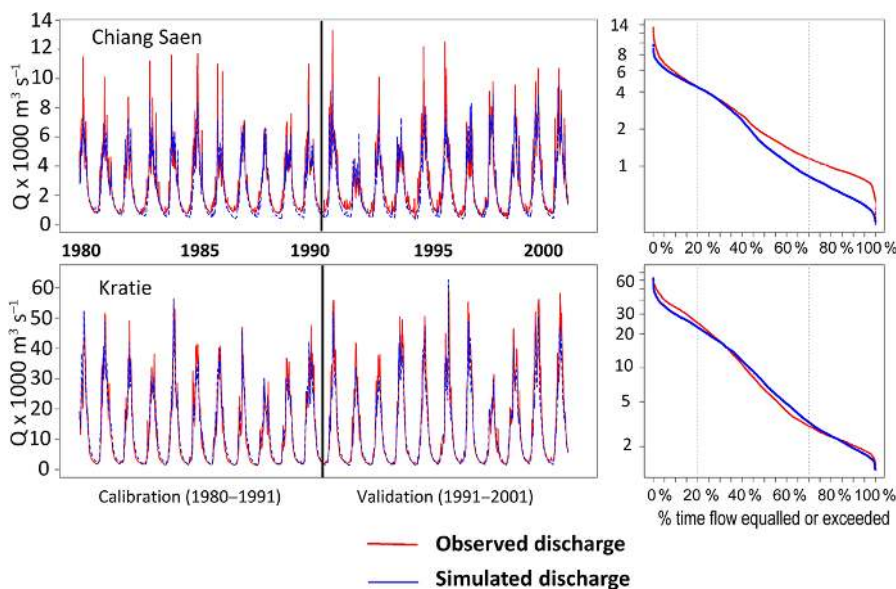 Chiang Saen
Q x 1000 m³ s⁻¹
14
12
10
8
6
4
2
0
1980 1985 1990 1995 2000
14
8
6
4
2
1
0 % 20 % 40 % 60 % 80 % 100 %
Kratie
Q x 1000 m³ s⁻¹
60
50
40
30
20
10
0
Calibration (1980–1991) Validation (1991–2001)
60
30
20
10
5
2
0 % 20 % 40 % 60 % 80 % 100 %
% time flow equalled or exceeded
Observed discharge
Simulated discharge